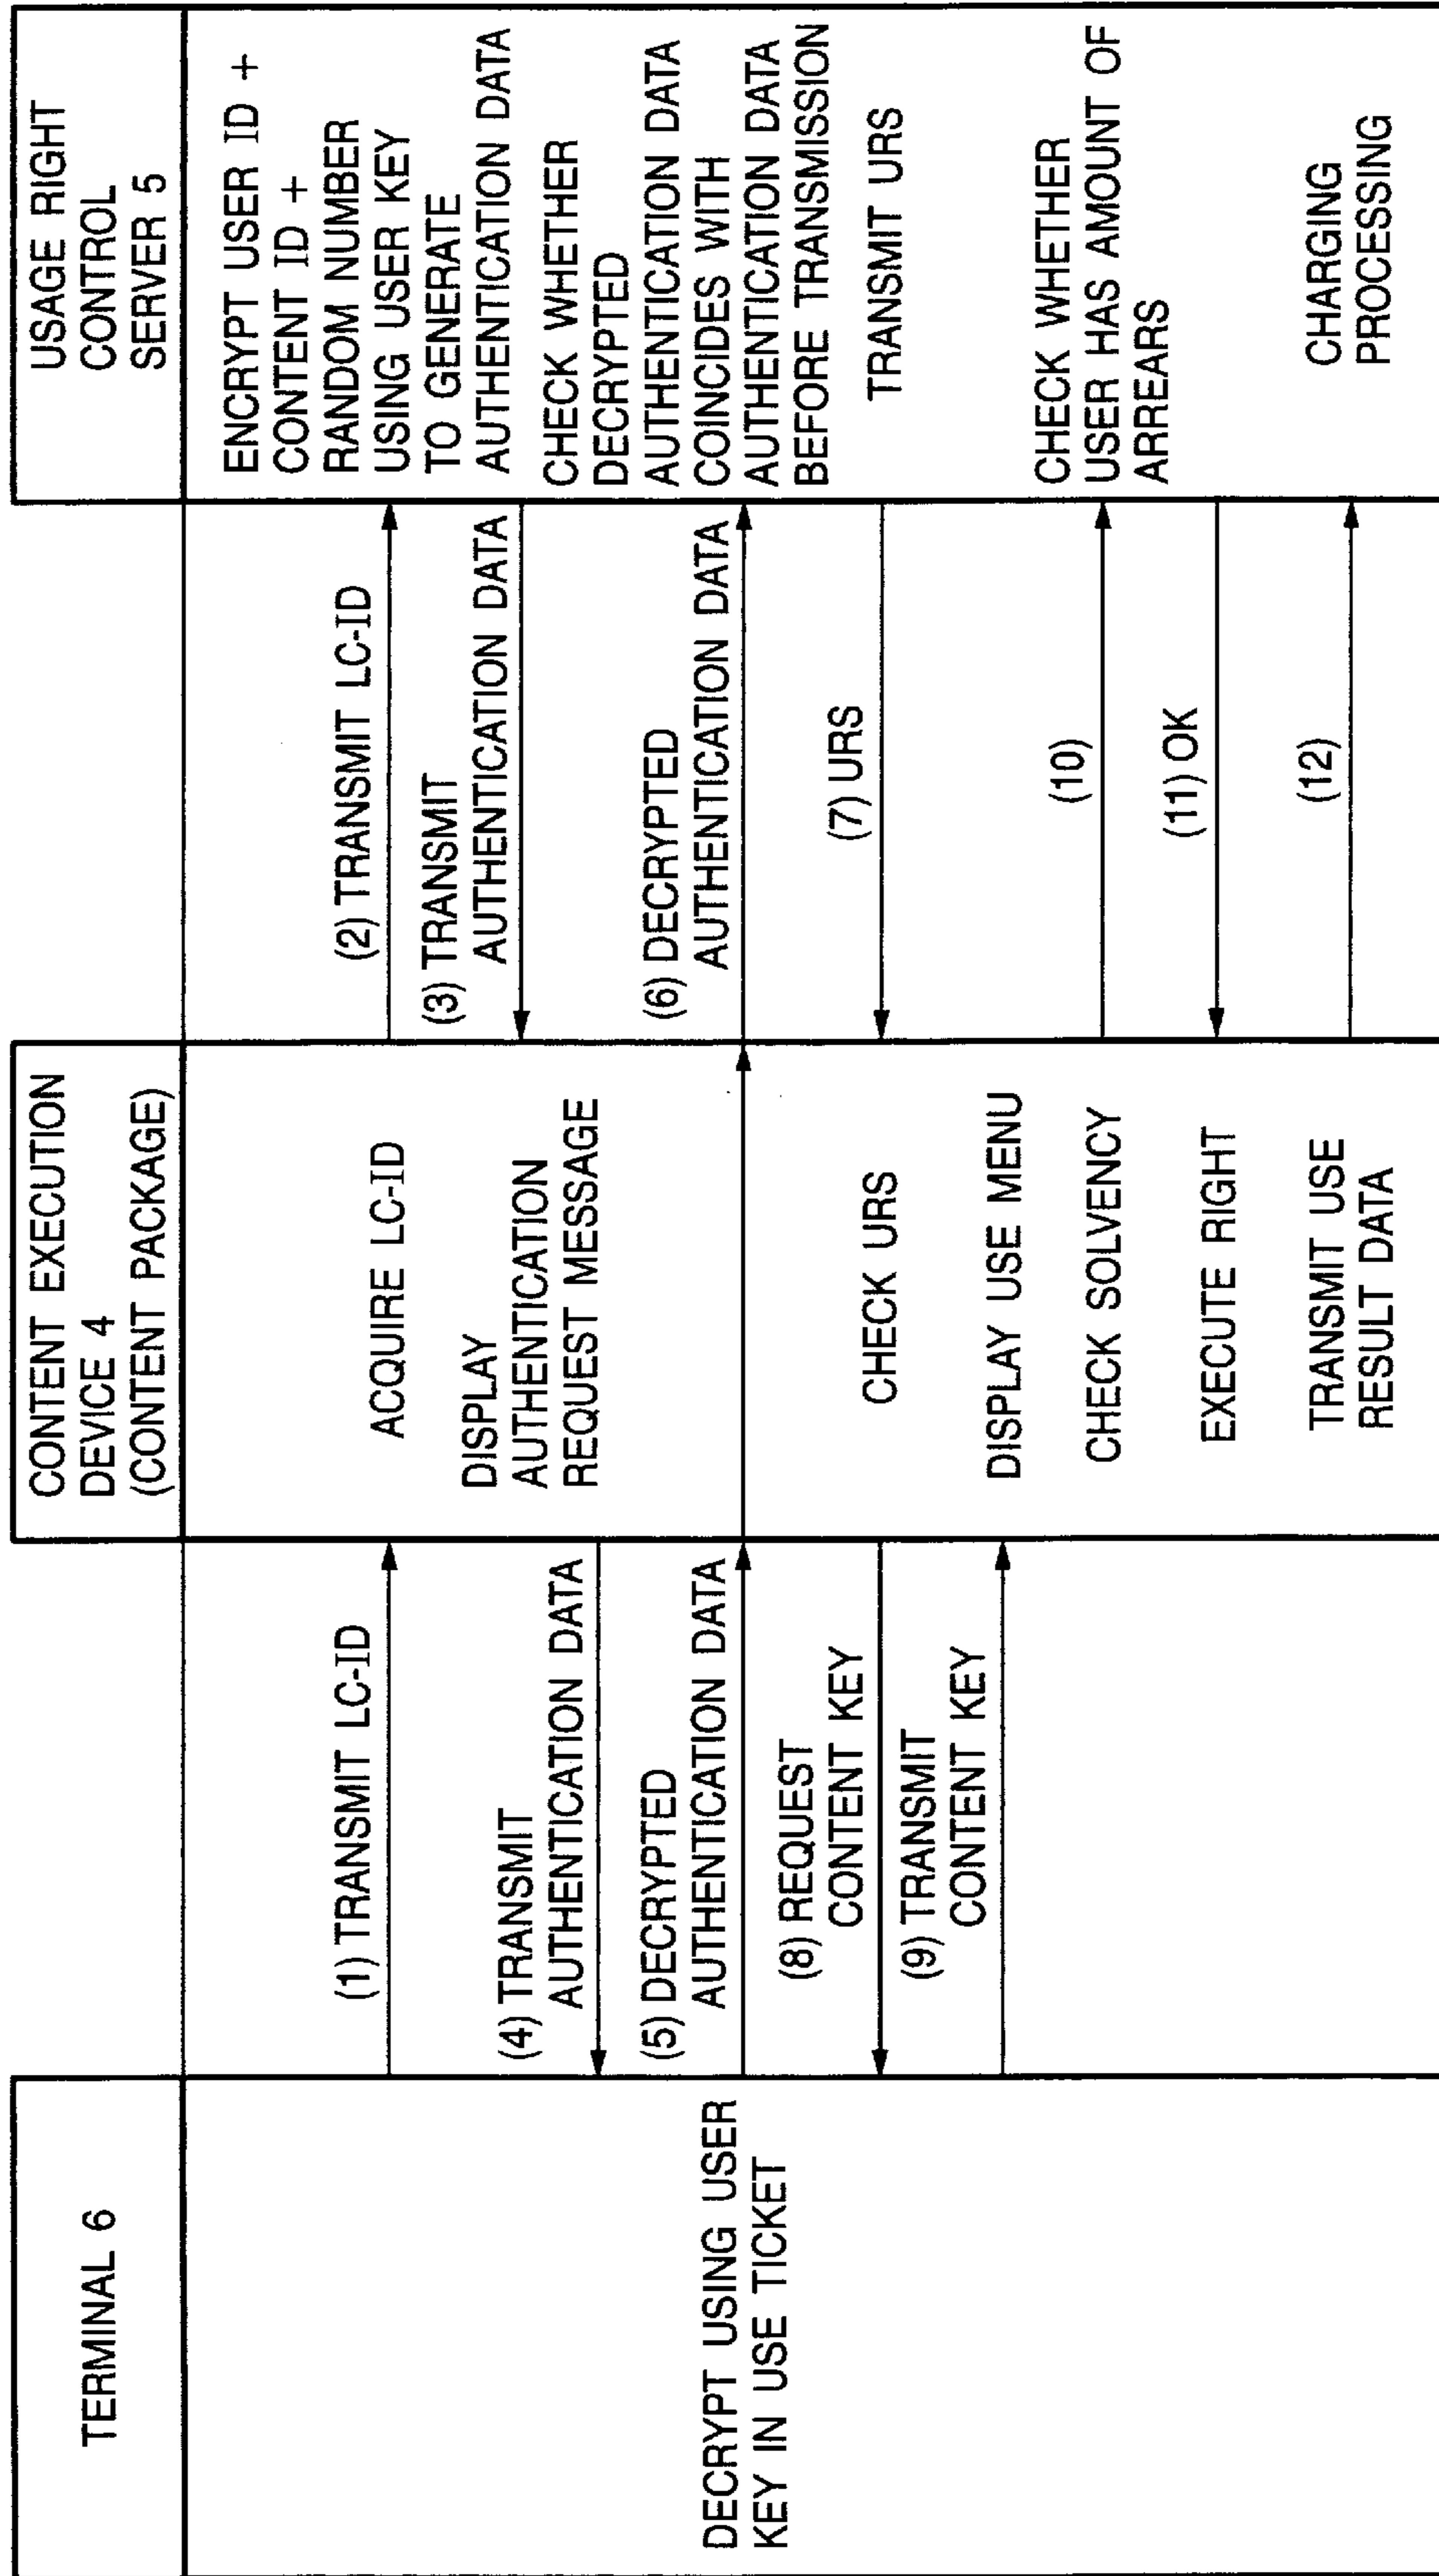 TERMINAL 6
DECRYPT USING USER
KEY IN USE TICKET
(1) TRANSMIT LC-ID
(4) TRANSMIT
AUTHENTICATION DATA
(5) DECRYPTED
AUTHENTICATION DATA
(8) REQUEST
CONTENT KEY
(9) TRANSMIT
CONTENT KEY
CONTENT EXECUTION
DEVICE 4
(CONTENT PACKAGE)
ACQUIRE LC-ID
DISPLAY
AUTHENTICATION
REQUEST MESSAGE
CHECK URS
DISPLAY USE MENU
CHECK SOLVENCY
EXECUTE RIGHT
TRANSMIT USE
RESULT DATA
(2) TRANSMIT LC-ID
(3) TRANSMIT
AUTHENTICATION DATA
(6) DECRYPTED
AUTHENTICATION DATA
(7) URS
(10)
(11) OK
(12)
USAGE RIGHT
CONTROL
SERVER 5
ENCRYPT USER ID +
CONTENT ID +
RANDOM NUMBER
USING USER KEY
TO GENERATE
AUTHENTICATION DATA
CHECK WHETHER
DECRYPTED
AUTHENTICATION DATA
COINCIDES WITH
AUTHENTICATION DATA
BEFORE TRANSMISSION
TRANSMIT URS
CHECK WHETHER
USER HAS AMOUNT OF
ARREARS
CHARGING
PROCESSING